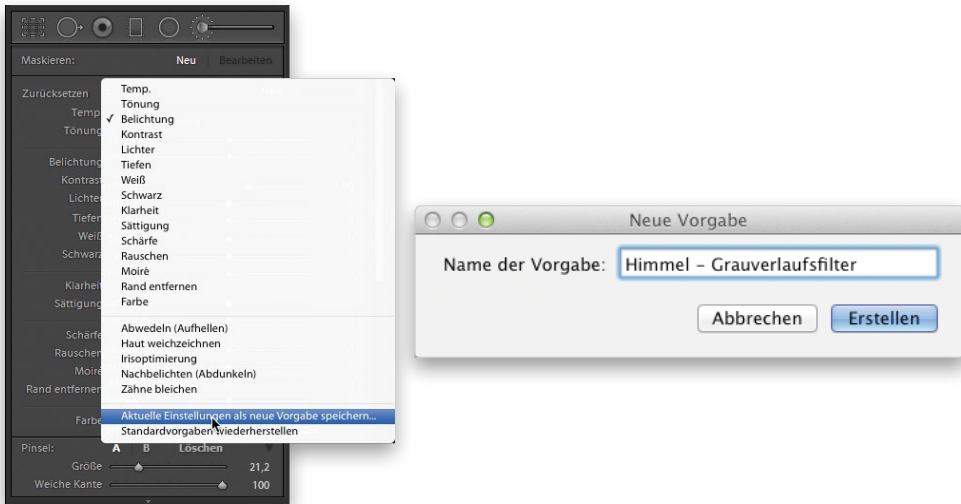 Maskieren: Neu Bearbeiten
Zurücksetzen
Temp.
Tönung
Belichtung
Kontrast
Lichter
Tiefen
Weiß
Schwarz
Klarheit
Sättigung
Schärfe
Rauschen
Moiré
Rand entfernen
Farbe
Temp.
Tönung
✓ Belichtung
Kontrast
Lichter
Tiefen
Weiß
Schwarz
Klarheit
Sättigung
Schärfe
Rauschen
Moirè
Rand entfernen
Farbe
Abwedeln (Aufhellen)
Haut weichzeichnen
Irisoptimierung
Nachbelichten (Abdunkeln)
Zähne bleichen
Aktuelle Einstellungen als neue Vorgabe speichern...
Standardvorgaben wiederherstellen
Pinsel: A B Löschen
Größe 21,2
Weiche Kante 100
Neue Vorgabe
Name der Vorgabe: Himmel – Grauverlaufsfilter
Abbrechen Erstellen